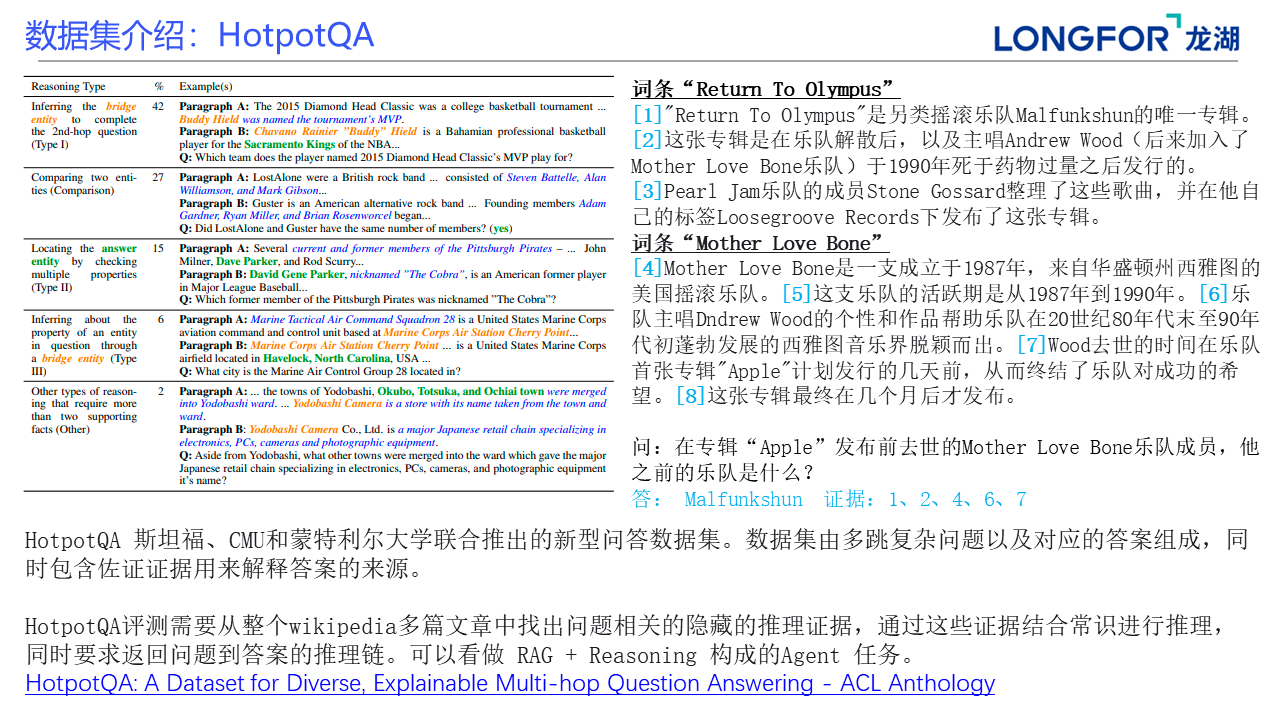 数据集介绍：HotpotQA
LONGFOR 龙湖
Reasoning Type % Example(s)
Inferring the bridge entity to complete the 2nd-hop question (Type I) 42
Paragraph A: The 2015 Diamond Head Classic was a college basketball tournament ...
Buddy Hield was named the tournament's MVP.
Paragraph B: Chavano Rainier "Buddy" Hield is a Bahamian professional basketball
player for the Sacramento Kings of the NBA...
Q: Which team does the player named 2015 Diamond Head Classic's MVP play for?
Comparing two enti-
ties (Comparison) 27
Paragraph A: LostAlone were a British rock band ... consisted of Steven Battelle, Alan
Williamson, and Mark Gibson...
Paragraph B: Guster is an American alternative rock band ... Founding members Adam
Gardner, Ryan Miller, and Brian Rosenworcel began...
Q: Did LostAlone and Guster have the same number of members? (yes)
Locating the answer
entity by checking
multiple properties
(Type II) 15
Paragraph A: Several current and former members of the Pittsburgh Pirates – ... John
Milner, Dave Parker, and Rod Scurry...
Paragraph B: David Gene Parker, nicknamed "The Cobra", is an American former player
in Major League Baseball...
Q: Which former member of the Pittsburgh Pirates was nicknamed "The Cobra"?
Inferring about the
property of an entity
in question through
a bridge entity (Type
III) 6
Paragraph A: Marine Tactical Air Command Squadron 28 is a United States Marine Corps
aviation command and control unit based at Marine Corps Air Station Cherry Point...
Paragraph B: Marine Corps Air Station Cherry Point ... is a United States Marine Corps
airfield located in Havelock, North Carolina, USA ...
Q: What city is the Marine Air Control Group 28 located in?
Other types of reason-
ing that require more
than two supporting
facts (Other) 2
Paragraph A: ... the towns of Yodobashi, Okubo, Totsuka, and Ochiai town were merged
into Yodobashi ward. ... Yodobashi Camera is a store with its name taken from the town and
ward.
Paragraph B: Yodobashi Camera Co., Ltd. is a major Japanese retail chain specializing in
electronics, PCs, cameras and photographic equipment.
Q: Aside from Yodobashi, what other towns were merged into the ward which gave the major
Japanese retail chain specializing in electronics, PCs, cameras, and photographic equipment
it's name?
词条“Return To Olympus”
[1]"Return To Olympus"是另类摇滚乐队Malfunkshun的唯一专辑。
[2]这张专辑是在乐队解散后，以及主唱Andrew Wood（后来加入了
Mother Love Bone乐队）于1990年死于药物过量之后发行的。
[3]Pearl Jam乐队的成员Stone Gossard整理了这些歌曲，并在他自
己的标签Loosegroove Records下发布了这张专辑。
词条“Mother Love Bone”
[4]Mother Love Bone是一支成立于1987年，来自华盛顿州西雅图的
美国摇滚乐队。[5]这支乐队的活跃期是从1987年到1990年。[6]乐
队主唱Dndrew Wood的个性和作品帮助乐队在20世纪80年代末至90年
代初蓬勃发展的西雅图音乐界脱颖而出。[7]Wood去世的时间在乐队
首张专辑"Apple"计划发行的几天前，从而终结了乐队对成功的希
望。[8]这张专辑最终在几个月后才发布。
问：在专辑“Apple”发布前去世的Mother Love Bone乐队成员，他
之前的乐队是什么？
答： Malfunkshun 证据：1、2、4、6、7
HotpotQA 斯坦福、CMU和蒙特利尔大学联合推出的新型问答数据集。数据集由多跳复杂问题以及对应的答案组成，同
时包含佐证证据用来解释答案的来源。
HotpotQA评测需要从整个wikipedia多篇文章中找出问题相关的隐藏的推理证据，通过这些证据结合常识进行推理，
同时要求返回问题到答案的推理链。可以看做 RAG + Reasoning 构成的Agent 任务。
HotpotQA: A Dataset for Diverse, Explainable Multi-hop Question Answering - ACL Anthology